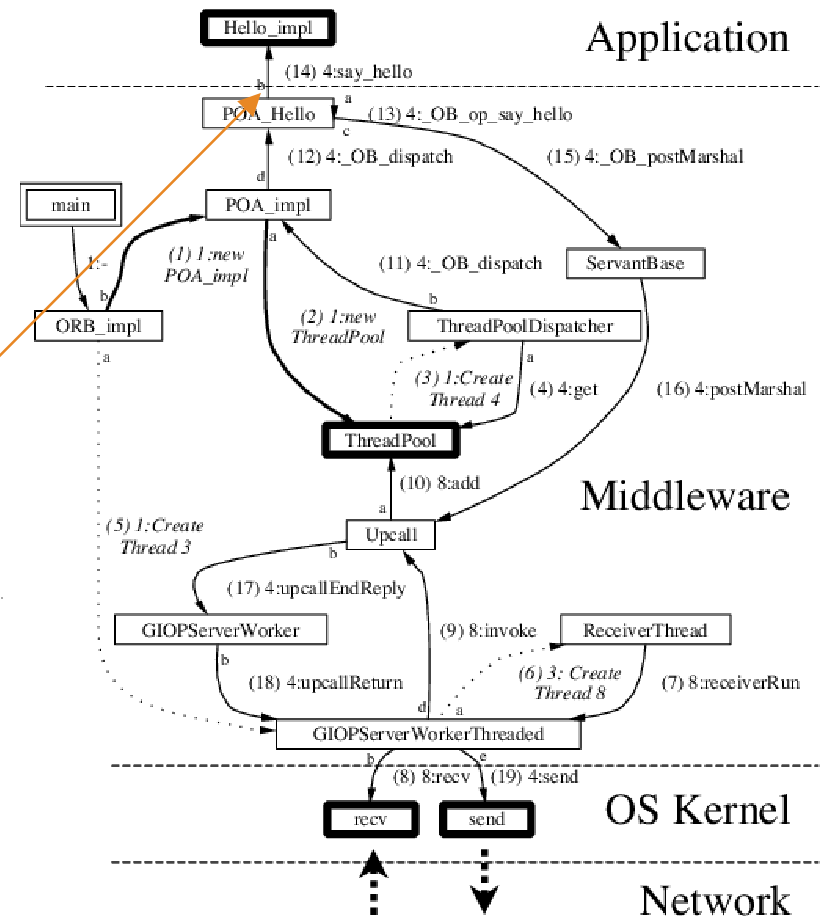 Hello_impl
Application
(14) 4:say_hello
b
a
POA_Hello
(13) 4:_OB_op_say_hello
c
(12) 4:_OB_dispatch
(15) 4:_OB_postMarshal
d
main
POA_impl
a
(1) 1:new
POA_impl
1:-
(11) 4:_OB_dispatch
ServantBase
b
b
ORB_impl
(2) 1:new
ThreadPool
ThreadPoolDispatcher
a
a
(3) 1:Create
Thread 4
(4) 4:get
(16) 4:postMarshal
ThreadPool
(10) 8:add
Middleware
a
(5) 1:Create
Thread 3
Upcall
b
(17) 4:upcallEndReply
GIOPServerWorker
(9) 8:invoke
ReceiverThread
b
(18) 4:upcallReturn
(6) 3: Create
Thread 8
(7) 8:receiverRun
d
a
GIOPServerWorkerThreaded
b
e
(8) 8:recv
(19) 4:send
recv
send
OS Kernel
Network